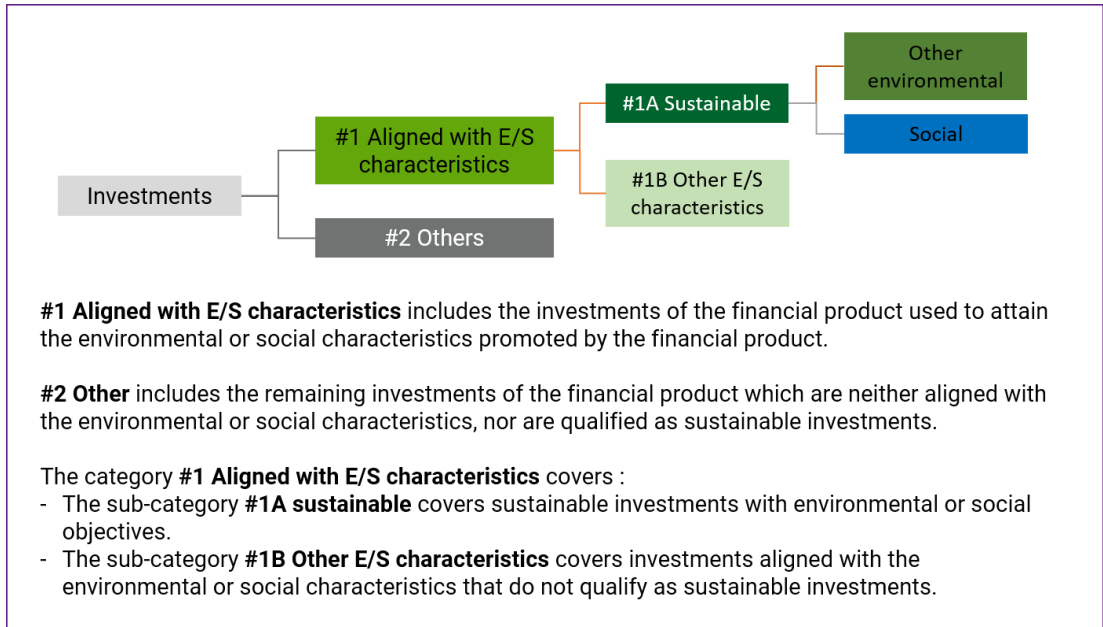 Other
environmental
#1A Sustainable
#1 Aligned with E/S
characteristics
Social
#1B Other E/S
characteristics
Investments
#2 Others
#1 Aligned with E/S characteristics includes the investments of the financial product used to attain
the environmental or social characteristics promoted by the financial product.
#2 Other includes the remaining investments of the financial product which are neither aligned with
the environmental or social characteristics, nor are qualified as sustainable investments.
The category #1 Aligned with E/S characteristics covers :
- The sub-category #1A sustainable covers sustainable investments with environmental or social
objectives.
- The sub-category #1B Other E/S characteristics covers investments aligned with the
environmental or social characteristics that do not qualify as sustainable investments.